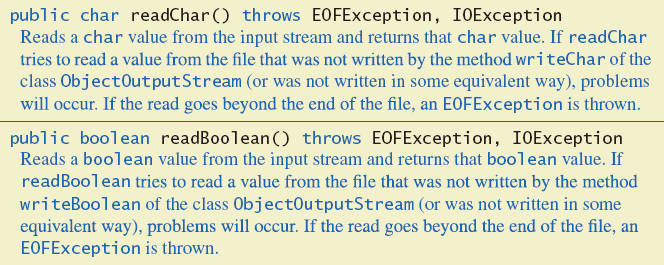 public char readChar() throws EOFException, IOException
Reads a char value from the input stream and returns that char value. If readChar
tries to read a value from the file that was not written by the method writeChar of the
class ObjectOutputStream (or was not written in some equivalent way), problems
will occur. If the read goes beyond the end of the file, an EOFException is thrown.
public boolean readBoolean() throws EOFException, IOException
Reads a boolean value from the input stream and returns that boolean value. If
readBoolean tries to read a value from the file that was not written by the method
writeBoolean of the class ObjectOutputStream (or was not written in some
equivalent way), problems will occur. If the read goes beyond the end of the file, an
EOFException is thrown.